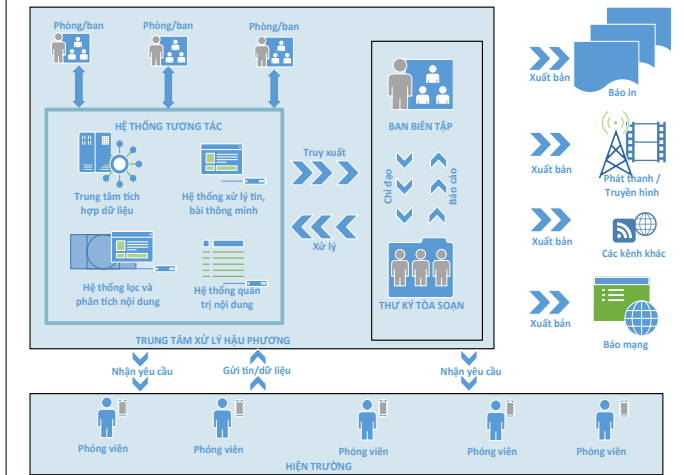 Phòng/ban
Phòng/ban
Phòng/ban
HỆ THỐNG TƯƠNG TÁC
Trung tâm tích
hợp dữ liệu
Hệ thống xử lý tin,
bài thông minh
Hệ thống lọc và
phân tích nội dung
Hệ thống quản
trị nội dung
Truy xuất
Xử lý
BAN BIÊN TẬP
Chỉ đạo
Báo cáo
THƯ KÝ TÒA SOẠN
TRUNG TÂM XỬ LÝ HẬU PHƯƠNG
Xuất bản
Báo in
Xuất bản
Phát thanh /
Truyền hình
Xuất bản
Các kênh khác
Xuất bản
Báo mạng
Nhận yêu cầu
Gửi tin/dữ liệu
Nhận yêu cầu
Phóng viên
Phóng viên
Phóng viên
Phóng viên
Phóng viên
HIỆN TRƯỜNG